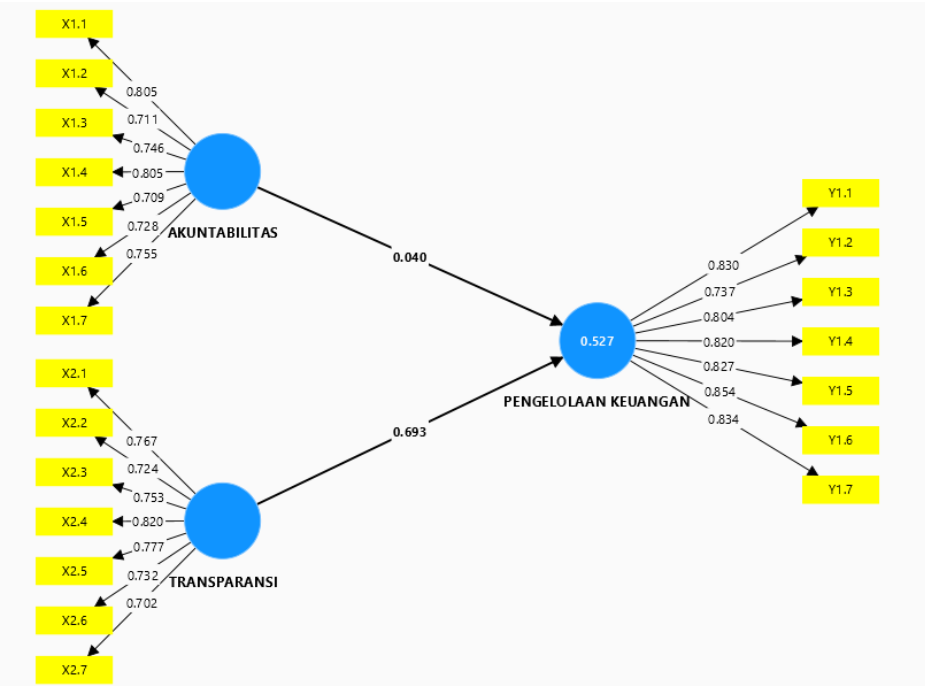 X1.1
X1.2
X1.3
X1.4
X1.5
X1.6
X1.7
0.805
0.711
0.746
0.805
0.709
0.728
0.755
AKUNTABILITAS
0.040
X2.1
X2.2
X2.3
X2.4
X2.5
X2.6
X2.7
0.767
0.724
0.753
0.820
0.777
0.732
0.702
TRANSPARANSI
0.693
0.527
PENGELOLAAN KEUANGAN
0.830
0.737
0.804
0.820
0.827
0.854
0.834
Y1.1
Y1.2
Y1.3
Y1.4
Y1.5
Y1.6
Y1.7